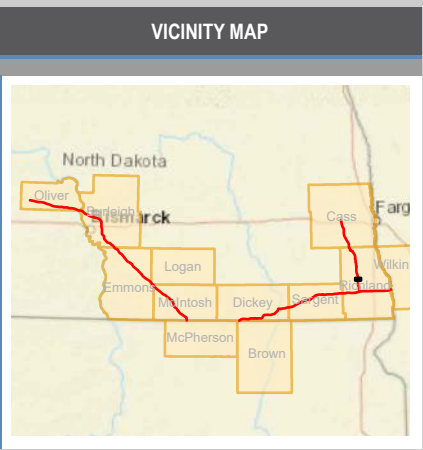 VICINITY MAP
North Dakota
Oliver
Burleigh
Bismarck
Cass
Farg
Logan
Wilkin
Emmons
McIntosh
Dickey
Sargent
Richland
McPherson
Brown